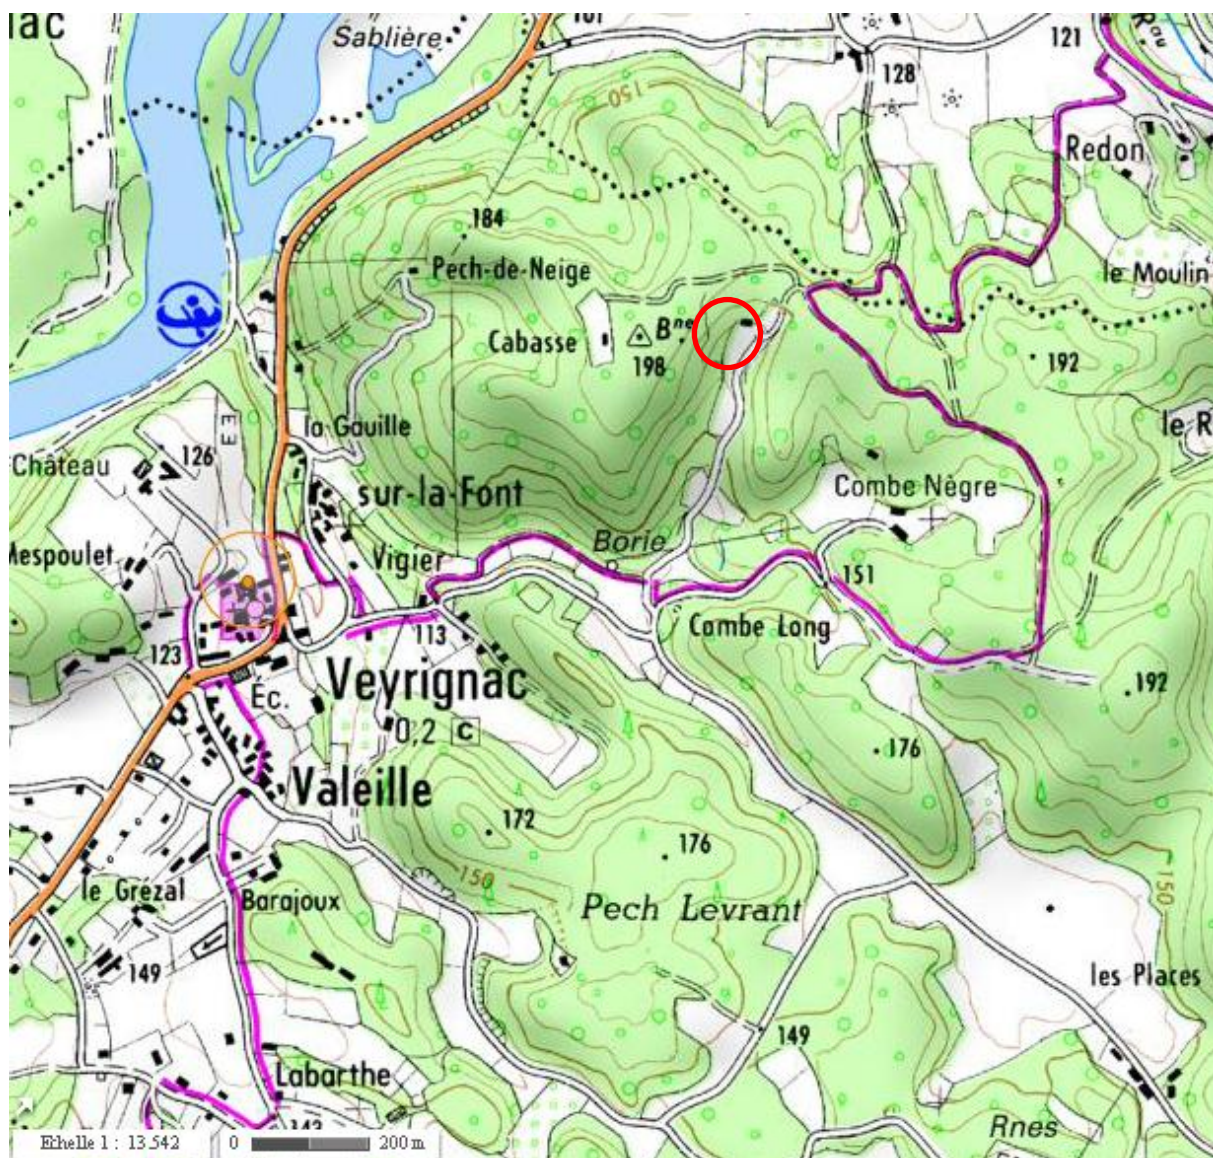 Sablière
121
R au
128
150
Redon
184
Pech-de-Neige
le Moulin
Cabasse
Bne
198
192
la Gauille
le R
Château
126
sur-la-Font
Combe Nègre
Mespoulet
Vigier
Borie
151
Combe Long
113
123
Veyrignac
192
Éc.
0,2 C
176
Valeille
172
176
150
150
le Grézal
Barajoux
Pech Levrant
149
les Places
149
Labarthe
Rnes
Echelle 1 : 13.542
0
200 m